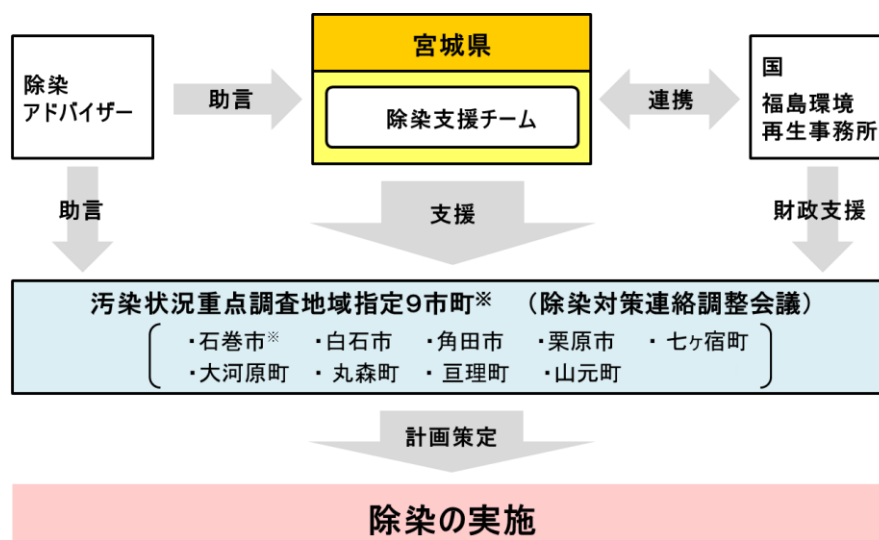 宮城県
除染
アドバイザー
助言
除染支援チーム
連携
国
福島環境
再生事務所
助言
支援
財政支援
汚染状況重点調査地域指定9市町※ (除染対策連絡調整会議)
・石巻市※ ・白石市 ・角田市 ・栗原市 ・七ヶ宿町
・大河原町 ・丸森町 ・亘理町 ・山元町
計画策定
除染の実施